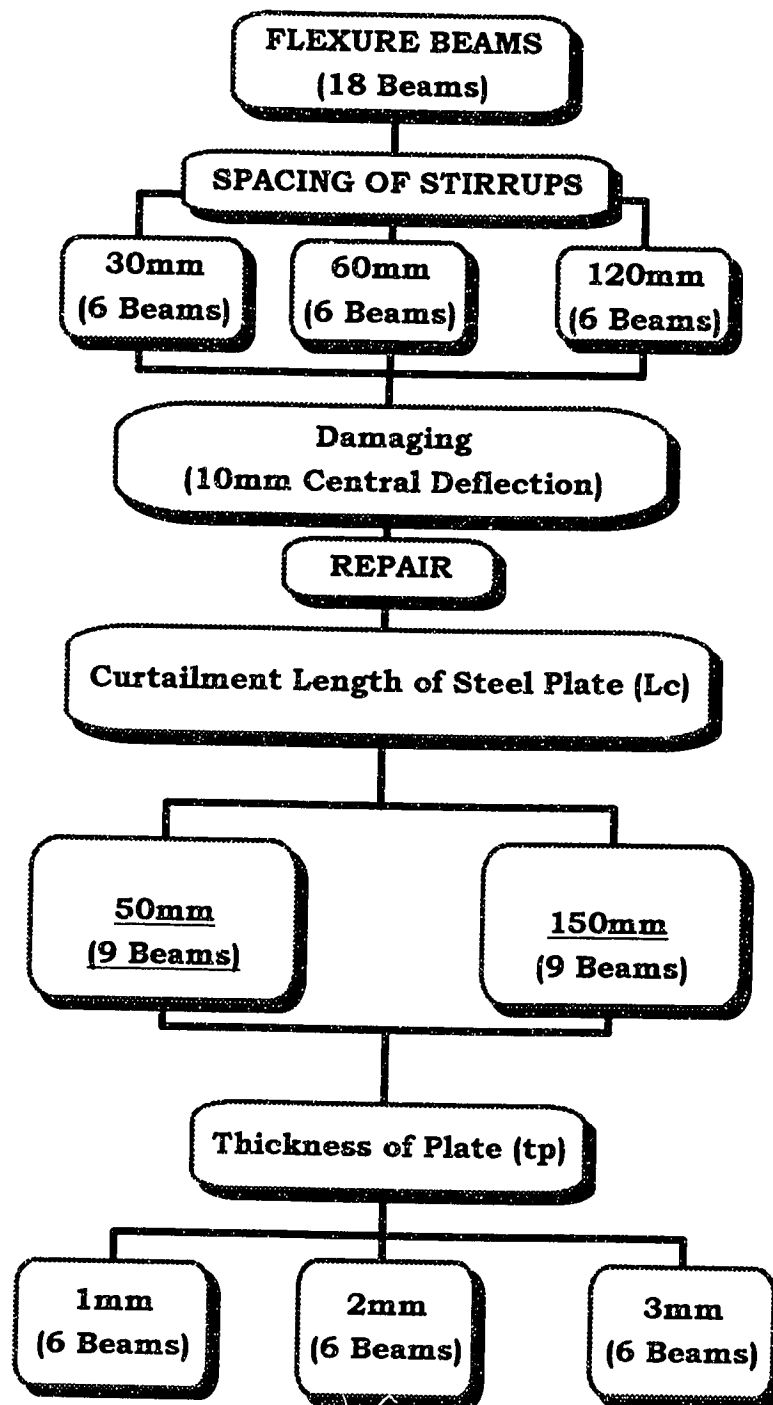 FLEXURE BEAMS
(18 Beams)
SPACING OF STIRRUPS
30mm
(6 Beams)
60mm
(6 Beams)
120mm
(6 Beams)
Damaging
(10mm Central Deflection)
REPAIR
Curtailment Length of Steel Plate (Lc)
50mm
(9 Beams)
150mm
(9 Beams)
Thickness of Plate (tp)
1mm
(6 Beams)
2mm
(6 Beams)
3mm
(6 Beams)